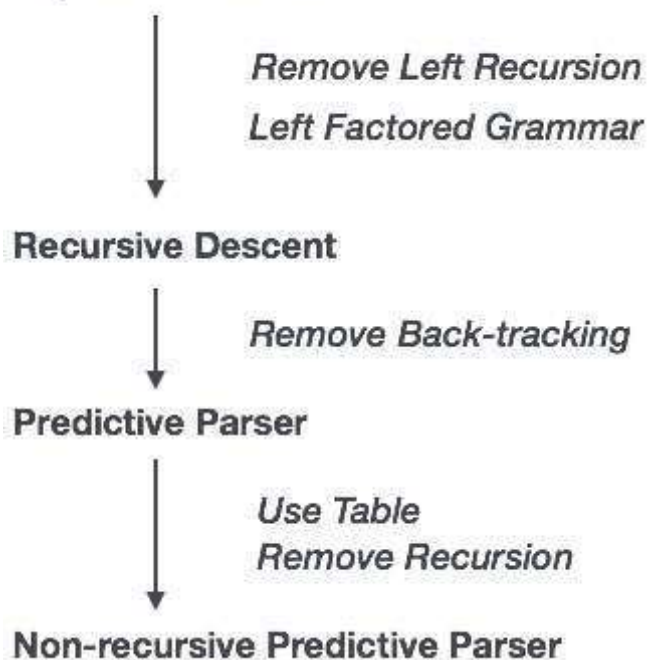 Remove Left Recursion
Left Factored Grammar
Recursive Descent
Remove Back-tracking
Predictive Parser
Use Table
Remove Recursion
Non-recursive Predictive Parser